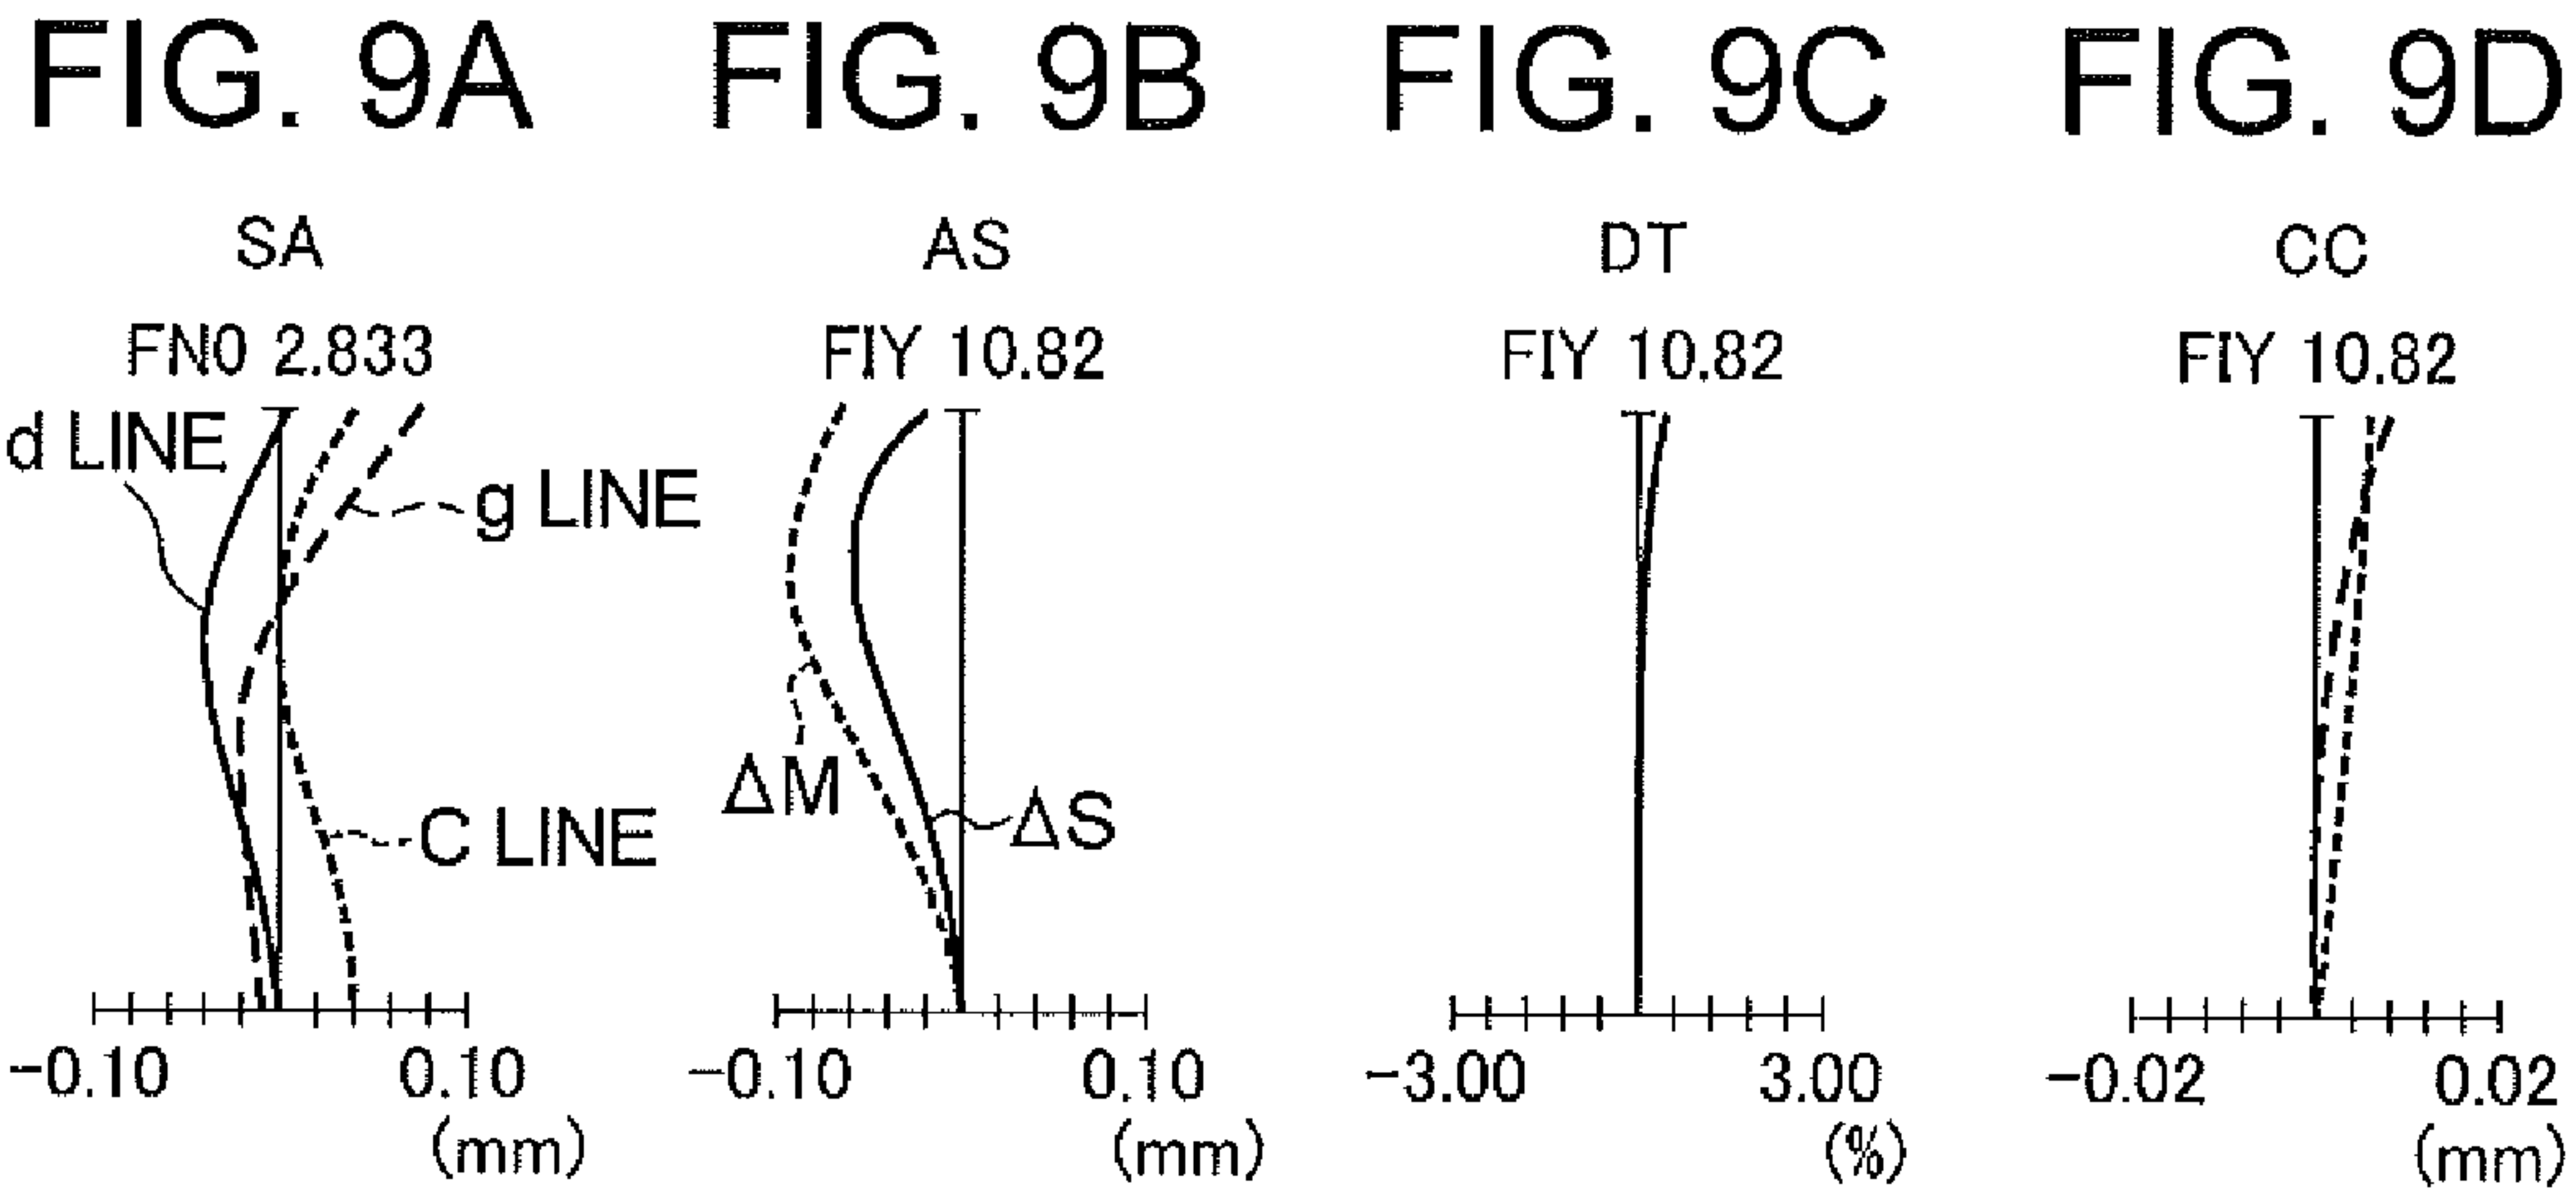 FIG. 9A
FIG. 9B
FIG. 9C
FIG. 9D
SA
AS
DT
CC
FNO 2.833
FIY 10.82
FIY 10.82
FIY 10.82
d LINE
g LINE
C LINE
ΔM
ΔS
-0.10
0.10
(mm)
-0.10
0.10
(mm)
-3.00
3.00
(%)
-0.02
0.02
(mm)